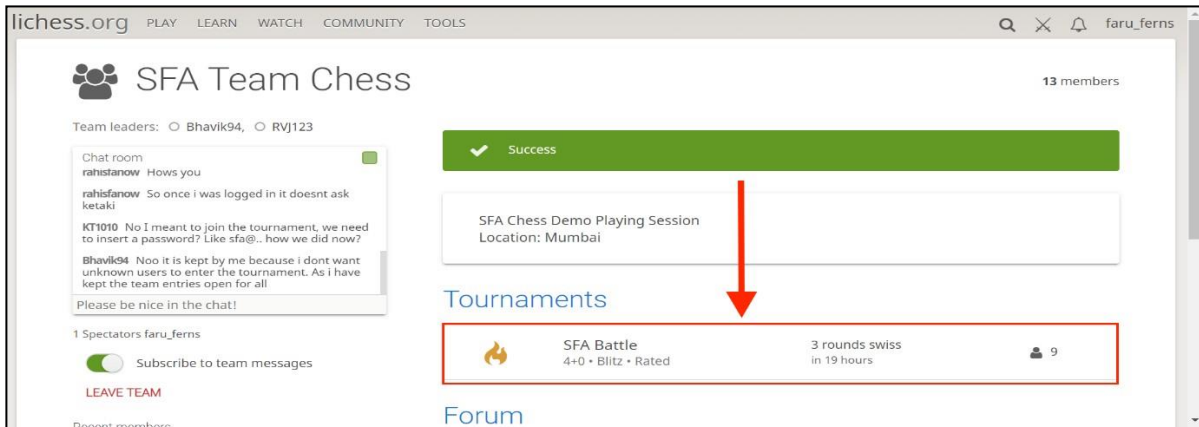 lichess.org PLAY LEARN WATCH COMMUNITY TOOLS faru_ferns
SFA Team Chess
13 members
Team leaders: Bhavik94, RVJ123
Chat room
rahisfanow Hows you
rahisfanow So once i was logged in it doesnt ask
ketaki
KT1010 No I meant to join the tournament, we need
to insert a password? Like sfa@.. how we did now?
Bhavik94 Noo it is kept by me because i dont want
unknown users to enter the tournament. As i have
kept the team entries open for all
Please be nice in the chat!
1 Spectators faru_ferns
Subscribe to team messages
LEAVE TEAM
Recent members
Success
SFA Chess Demo Playing Session
Location: Mumbai
Tournaments
SFA Battle
4+0 • Blitz • Rated
3 rounds swiss
in 19 hours
9
Forum